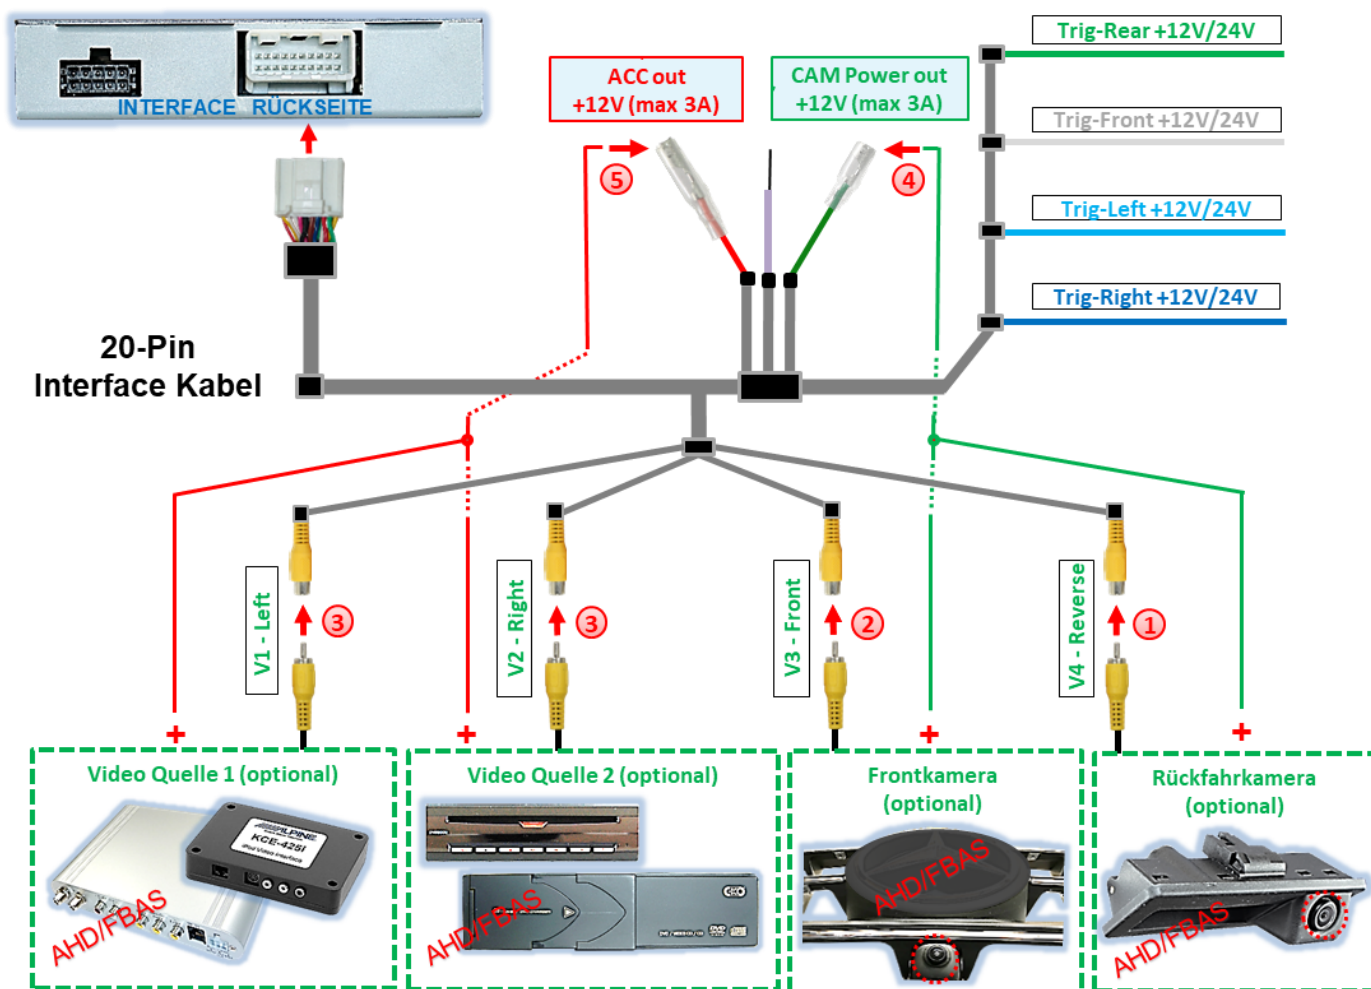 INTERFACE RÜCKSEITE
ACC out
+12V (max 3A)
CAM Power out
+12V (max 3A)
Trig-Rear +12V/24V
Trig-Front +12V/24V
Trig-Left +12V/24V
Trig-Right +12V/24V
5
4
20-Pin
Interface Kabel
V1 - Left
3
V2 - Right
3
V3 - Front
2
V4 - Reverse
1
+
+
+
+
Video Quelle 1 (optional)
ALPINE
KCE-425i
iPod Video Interface
AHD/FBAS
Video Quelle 2 (optional)
AHD/FBAS
Frontkamera
(optional)
AHD/FBAS
Rückfahrkamera
(optional)
AHD/FBAS